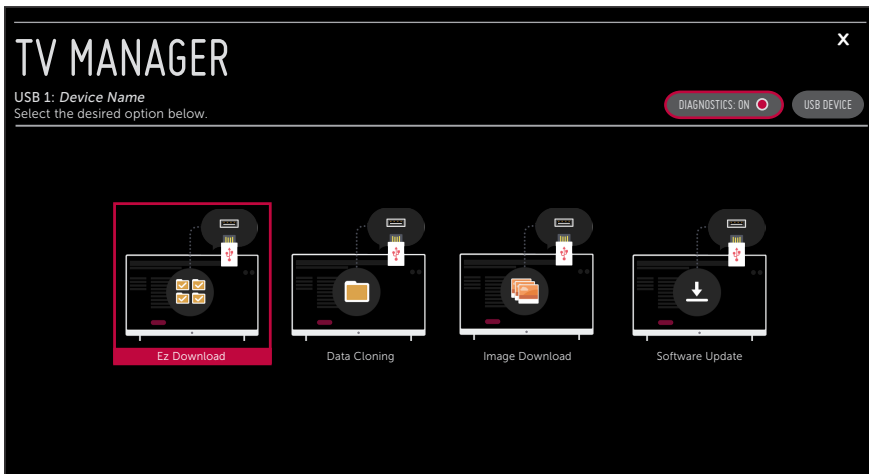 X
TV MANAGER
USB 1: Device Name
Select the desired option below.
DIAGNOSTICS: ON
USB DEVICE
Ez Download
Data Cloning
Image Download
Software Update